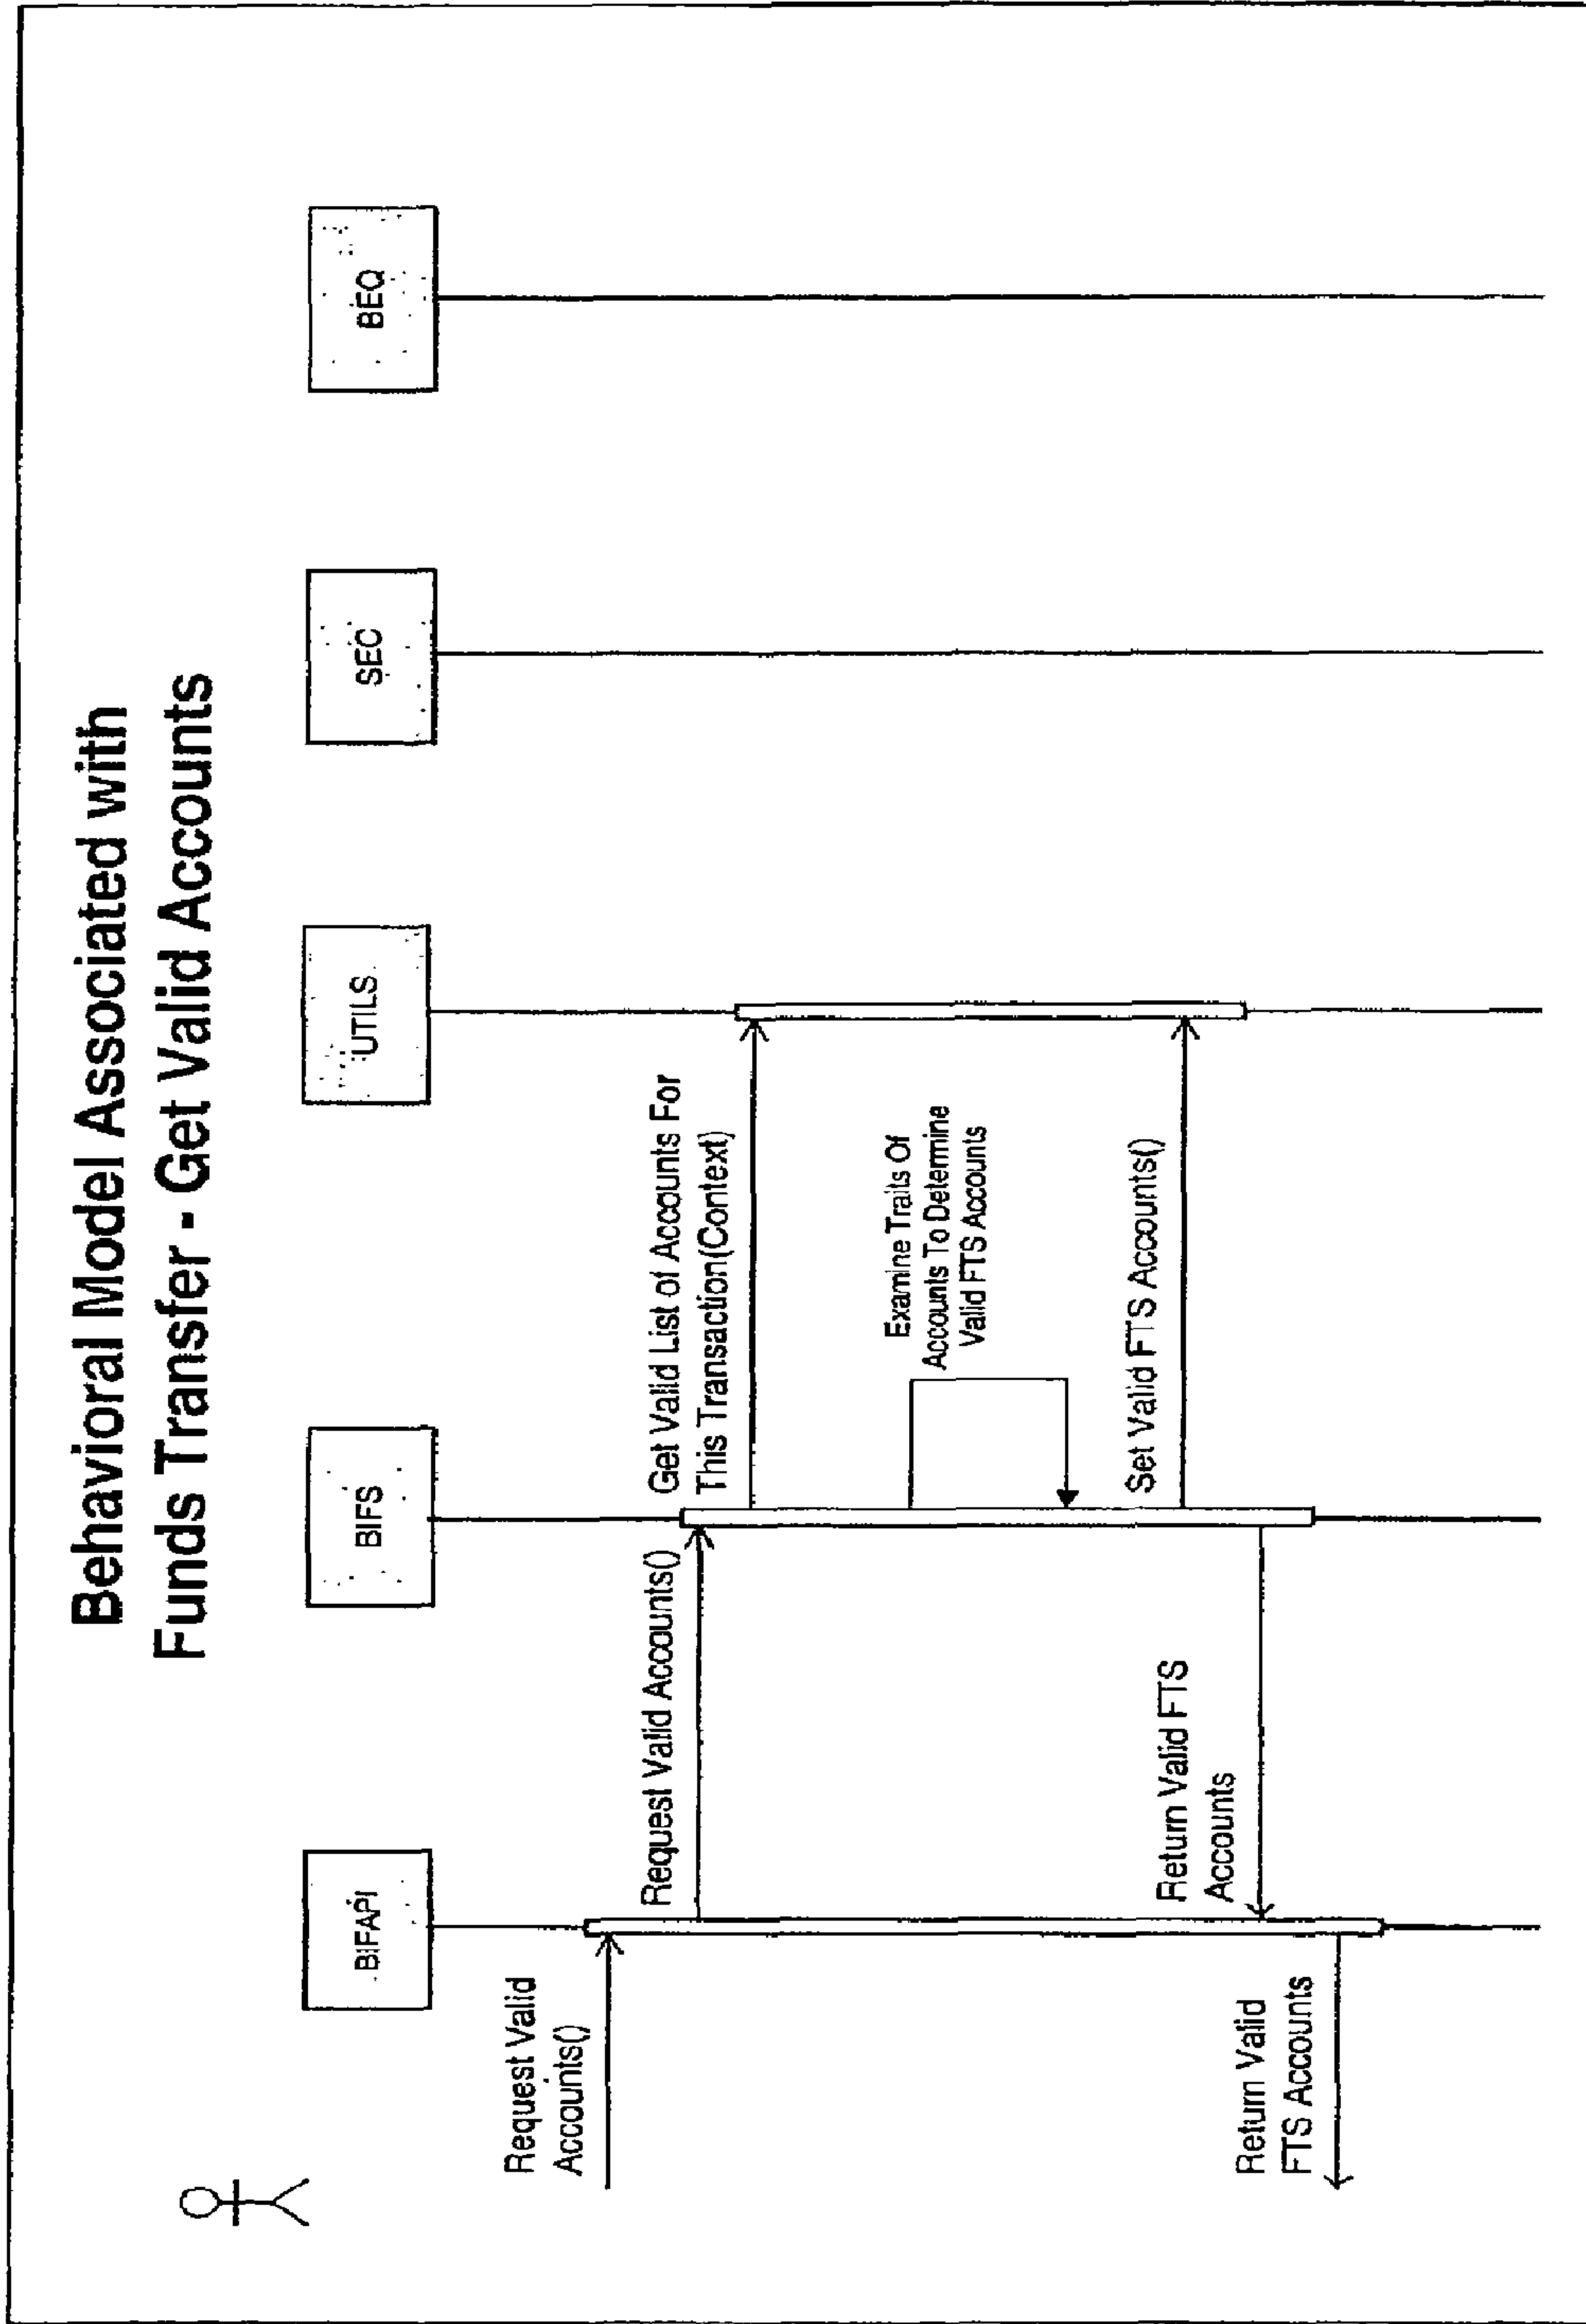 Behavioral Model Associated with
Funds Transfer - Get Valid Accounts
BIFAPI
BIFS
UTILS
SEC
BEQ
Request Valid
Accounts()
Request Valid Accounts()
Get Valid List of Accounts For
This Transaction(Context)
Examine Traits Of
Accounts To Determine
Valid FTS Accounts
Set Valid FTS Accounts()
Return Valid FTS
Accounts
Return Valid
FTS Accounts